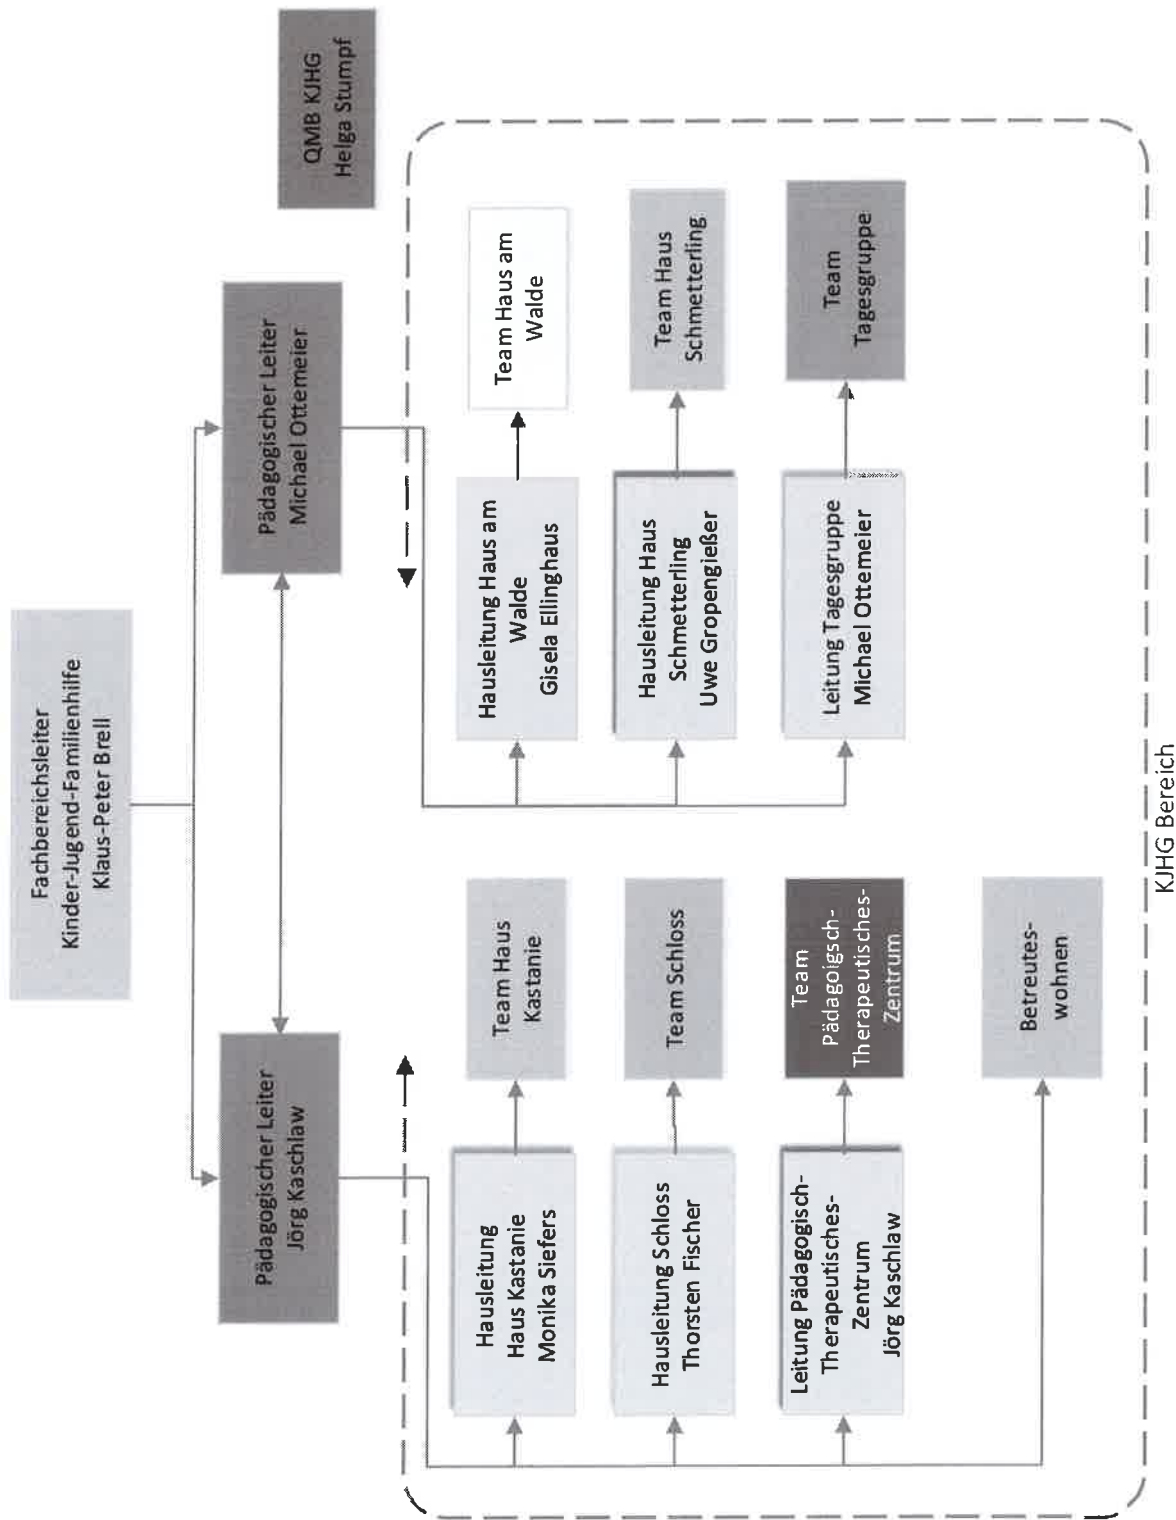 Fachbereichsleiter
Kinder-Jugend-Familienhilfe
Klaus-Peter Brell
Pädagogischer Leiter
Jörg Kaschlaw
Pädagogischer Leiter
Michael Ottemeier
QMB KJHG
Helga Stumpf
Hausleitung
Haus Kastanie
Monika Siefers
Team Haus
Kastanie
Hausleitung Haus am
Walde
Gisela Ellinghaus
Team Haus am
Walde
Hausleitung Schloss
Thorsten Fischer
Team Schloss
Hausleitung Haus
Schmetterling
Uwe Gropengießer
Team Haus
Schmetterling
Leitung Pädagogisch-
Therapeutisches-
Zentrum
Jörg Kaschlaw
Team
Pädagoigsch-
Therapeutisches-
Zentrum
Leitung Tagesgruppe
Michael Ottemeier
Team
Tagesgruppe
Betreutes-
wohnen
KJHG Bereich